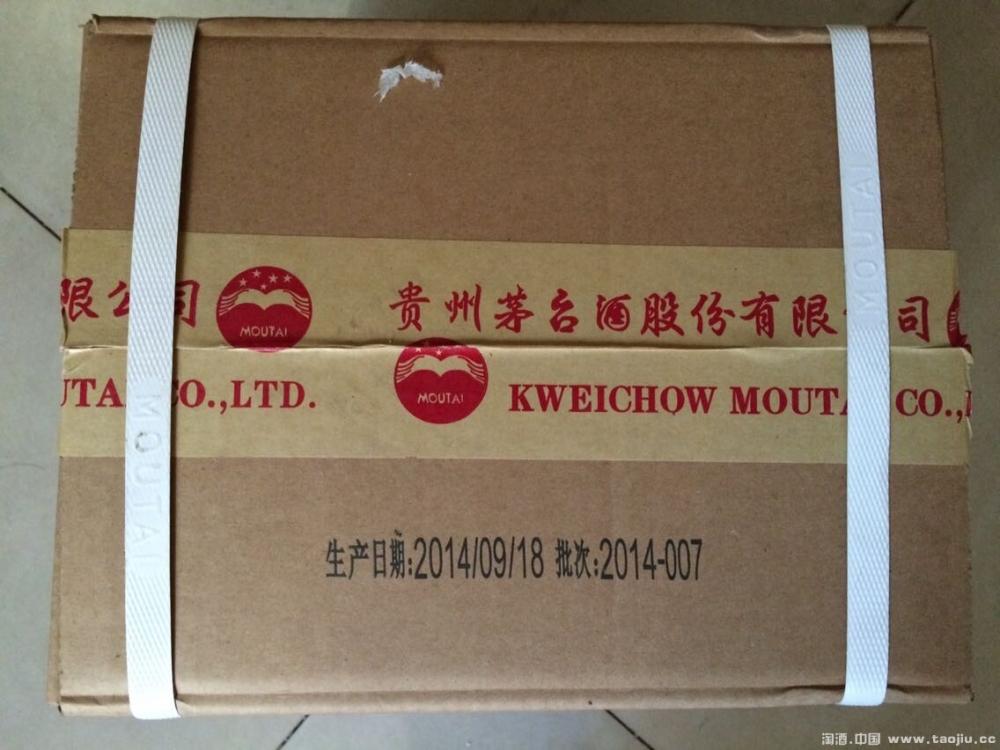 限公司
MOUTAI
贵州茅台酒股份有限 司
UTA CO.,LTD.
MOUTAI
KWEICHOW MOUTA CO.,
MOUTAI
MOUTAI
生产日期:2014/09/18 批次:2014-007
淘酒.中国 www.taojiu.cc